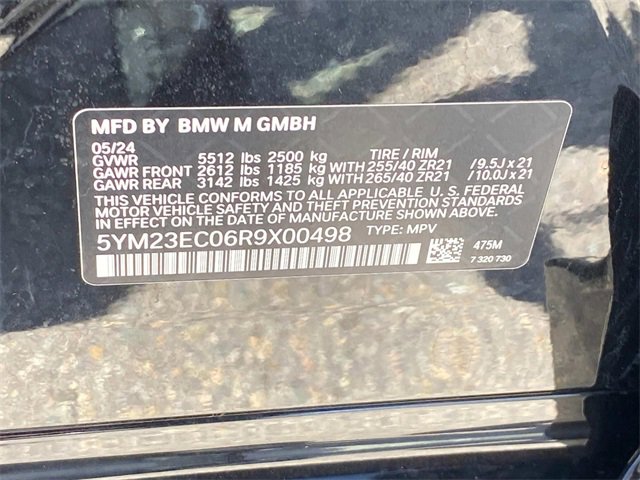 MFD BY BMW M GMBH
05/24
GVWR 5512 lbs 2500 kg TIRE / RIM
GAWR FRONT 2612 lbs 1185 kg WITH 255/40 ZR21 / 9.5J x 21
GAWR REAR 3142 lbs 1425 kg WITH 265/40 ZR21 / 10.0J x 21
THIS VEHICLE CONFORMS TO ALL APPLICABLE U. S. FEDERAL
MOTOR VEHICLE SAFETY AND THEFT PREVENTION STANDARDS
IN EFFECT ON THE DATE OF MANUFACTURE SHOWN ABOVE.
5YM23EC06R9X00498 TYPE: MPV
475M
7 320 730